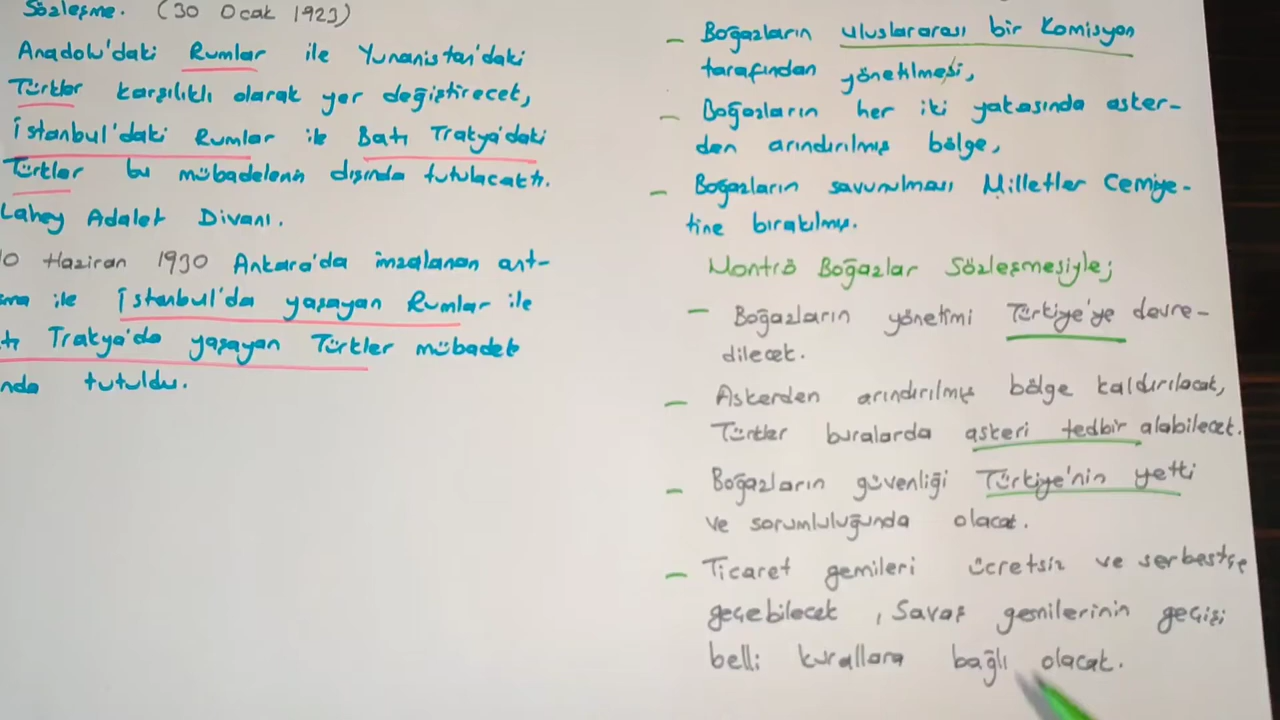 Sözleşme. (30 Ocak 1923)
Anadolu'daki Rumlar ile Yunanistan'daki
Türkler karşılıklı olarak yer değiştirecek,
İstanbul'daki Rumlar ile Batı Trakya'daki
Türkler bu mübadelenin dışında tutulacaktı.
Lahey Adalet Divanı.
10 Haziran 1930 Ankara'da imzalanan ant-
ma ile İstanbul'da yaşayan Rumlar ile
tı Trakya'da yaşayan Türkler mübadele
nda tutuldu.
- Boğazların uluslararası bir Komisyon
tarafından yönetilmesi,
- Boğazların her iki yakasında asker-
den arındırılmış bölge,
- Boğazların savunulması Milletler Cemiye-
tine bırakılmış.
Montrö Boğazlar Sözleşmesiyle;
- Boğazların yönetimi Türkiye'ye devre-
dilecek.
- Askerden arındırılmış bölge kaldırılacak,
Türkler buralarda askeri tedbir alabilecek.
- Boğazların güvenliği Türkiye'nin yetki
ve sorumluluğunda olacak.
- Ticaret gemileri ücretsiz ve serbestçe
geçebilecek, Savaş gemilerinin geçişi
belli kurallara bağlı olacak.